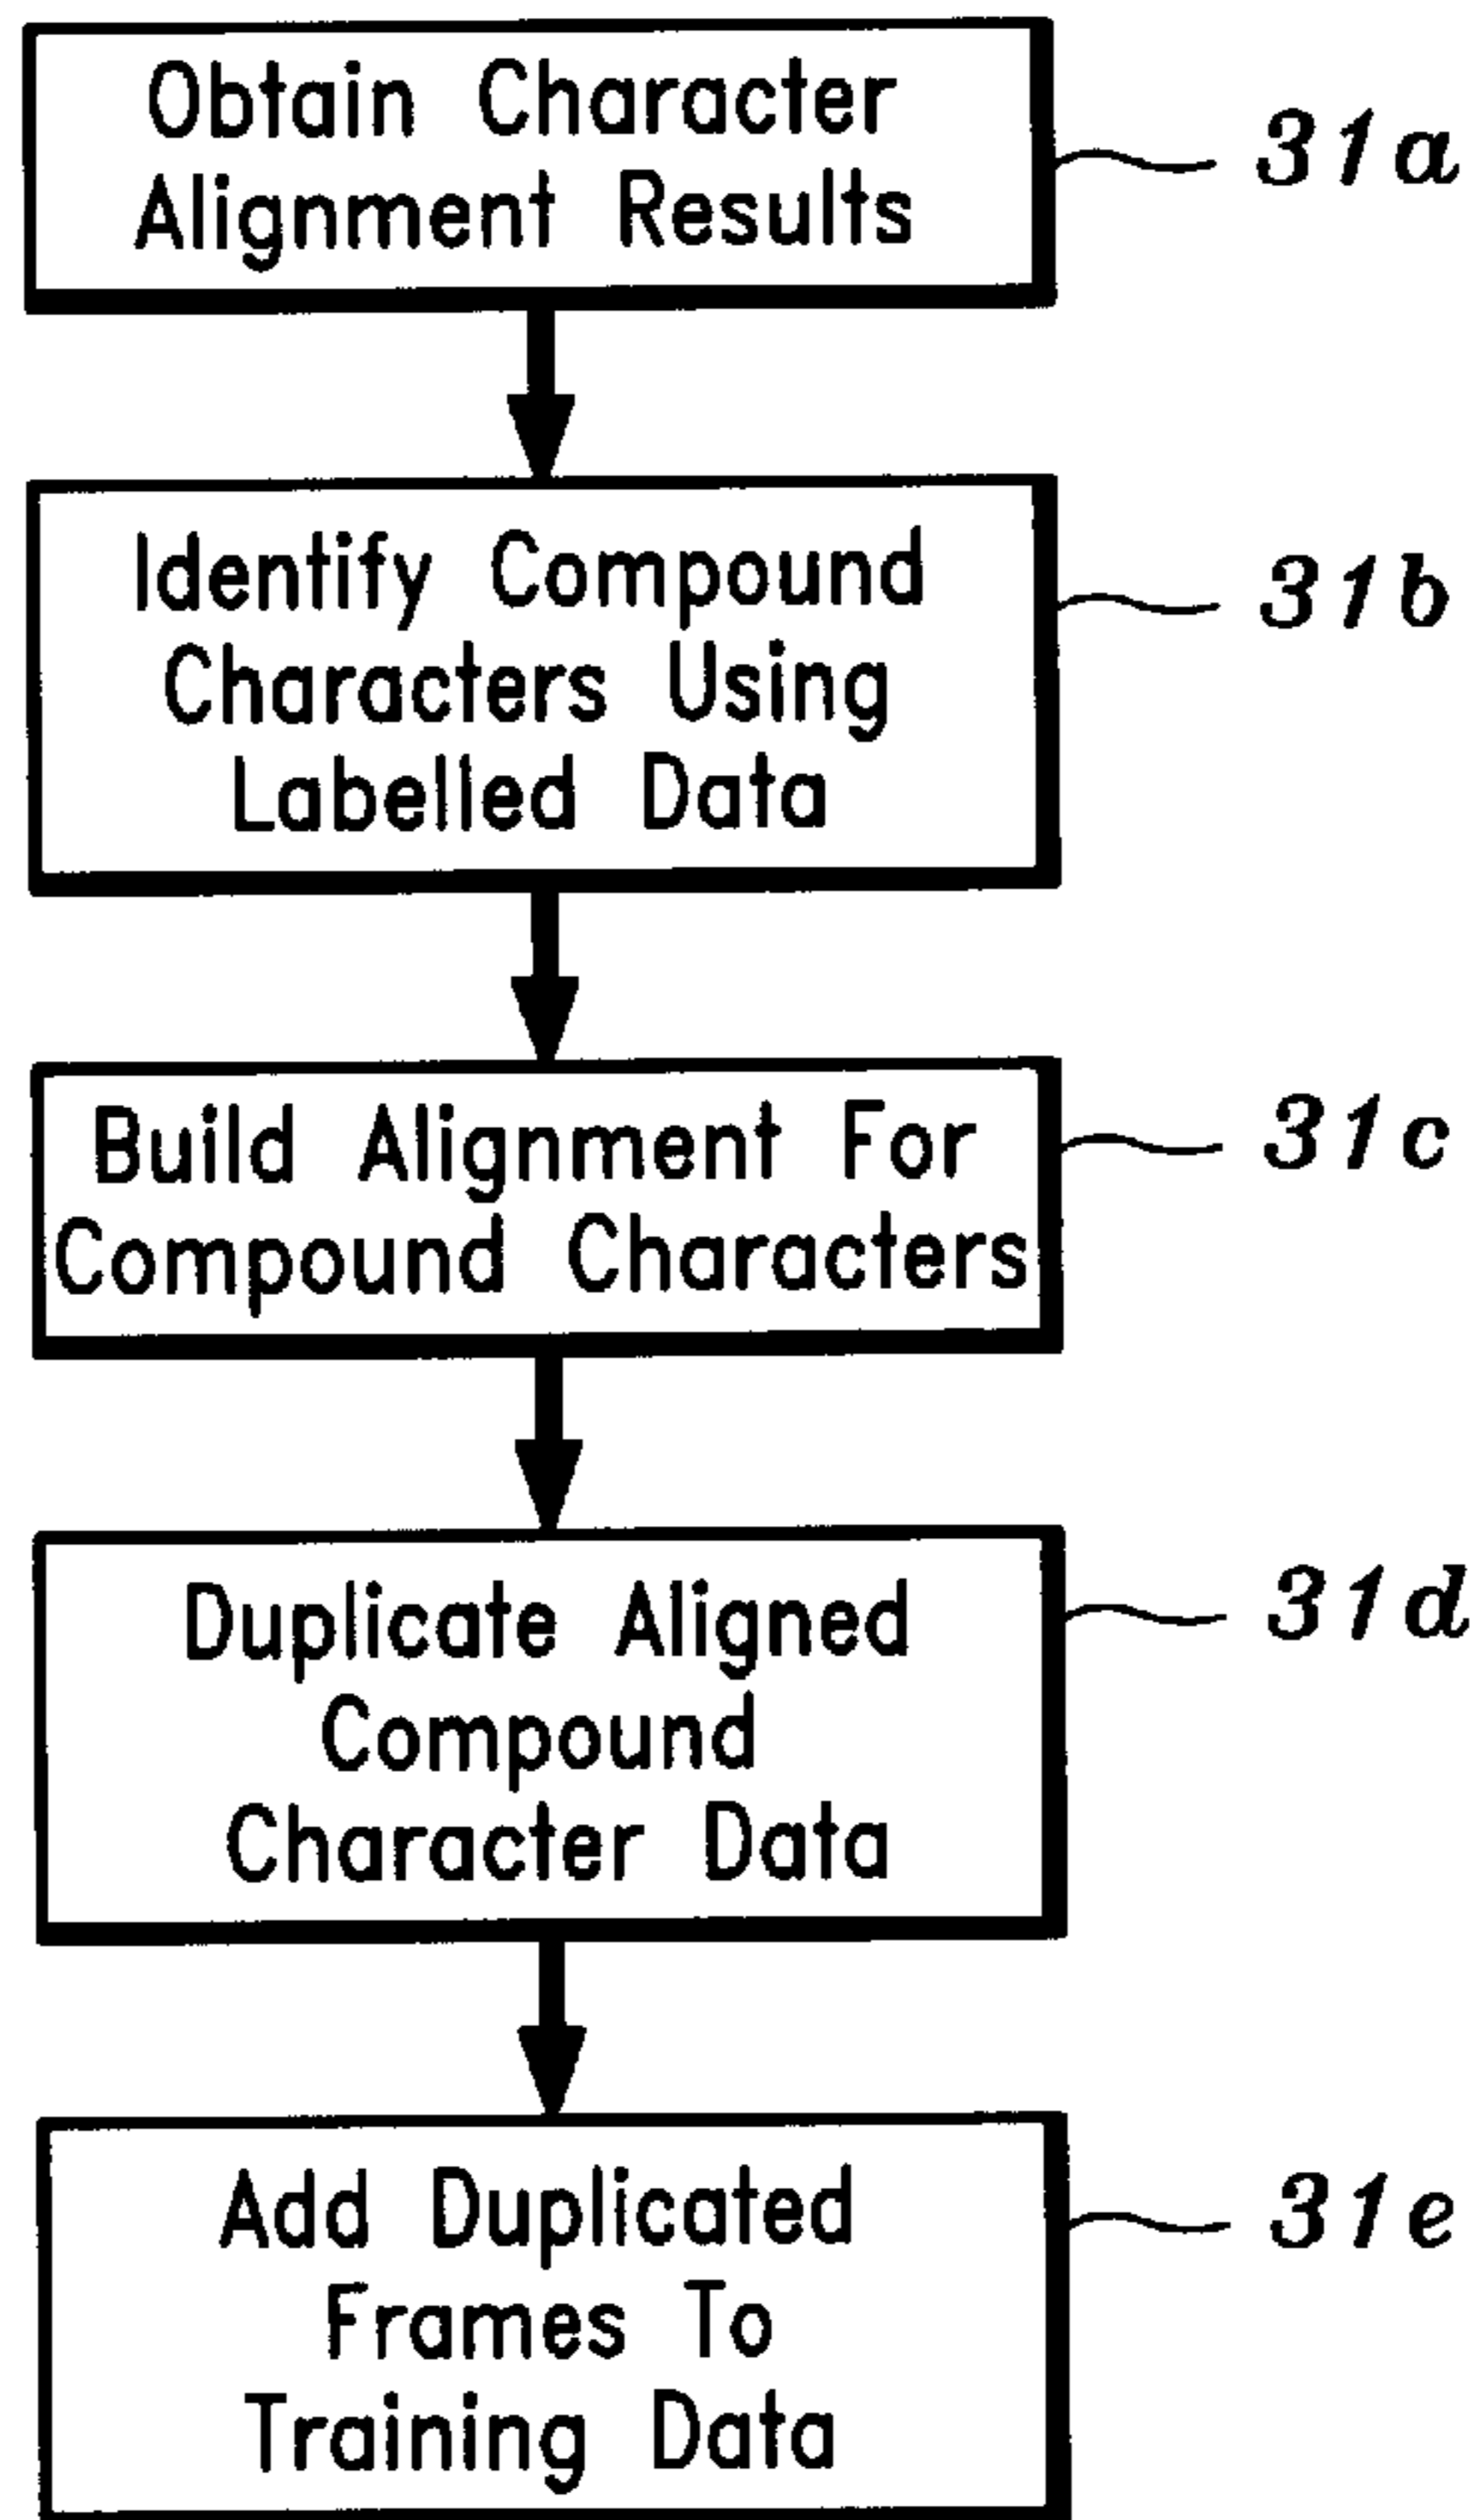 Obtain Character
Alignment Results
31a
Identify Compound
Characters Using
Labelled Data
31b
Build Alignment For
Compound Characters
31c
Duplicate Aligned
Compound
Character Data
31d
Add Duplicated
Frames To
Training Data
31e